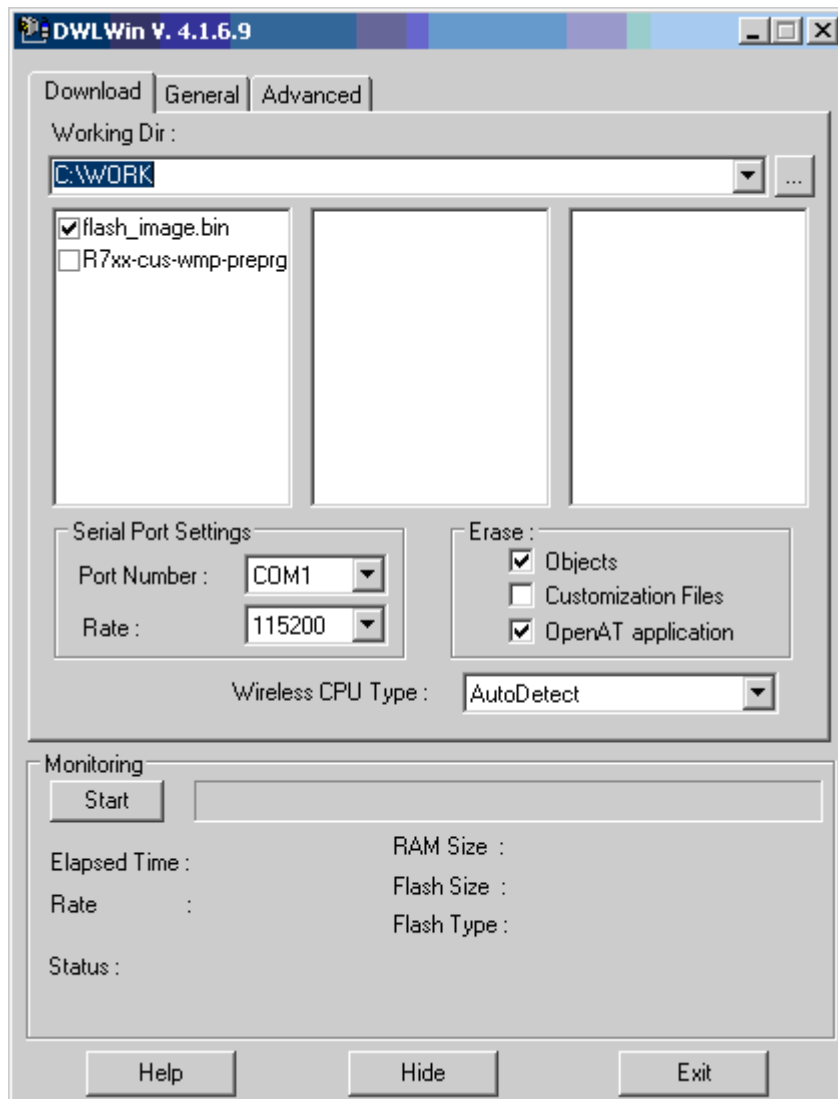 DWLWin V. 4.1.6.9
Download General Advanced
Working Dir :
C:\WORK ...
flash_image.bin
R7xx-cus-wmp-preprg
Serial Port Settings
Port Number : COM1
Rate : 115200
Erase :
Objects
Customization Files
OpenAT application
Wireless CPU Type : AutoDetect
Monitoring
Start
Elapsed Time :
Rate :
Status :
RAM Size :
Flash Size :
Flash Type :
Help Hide Exit